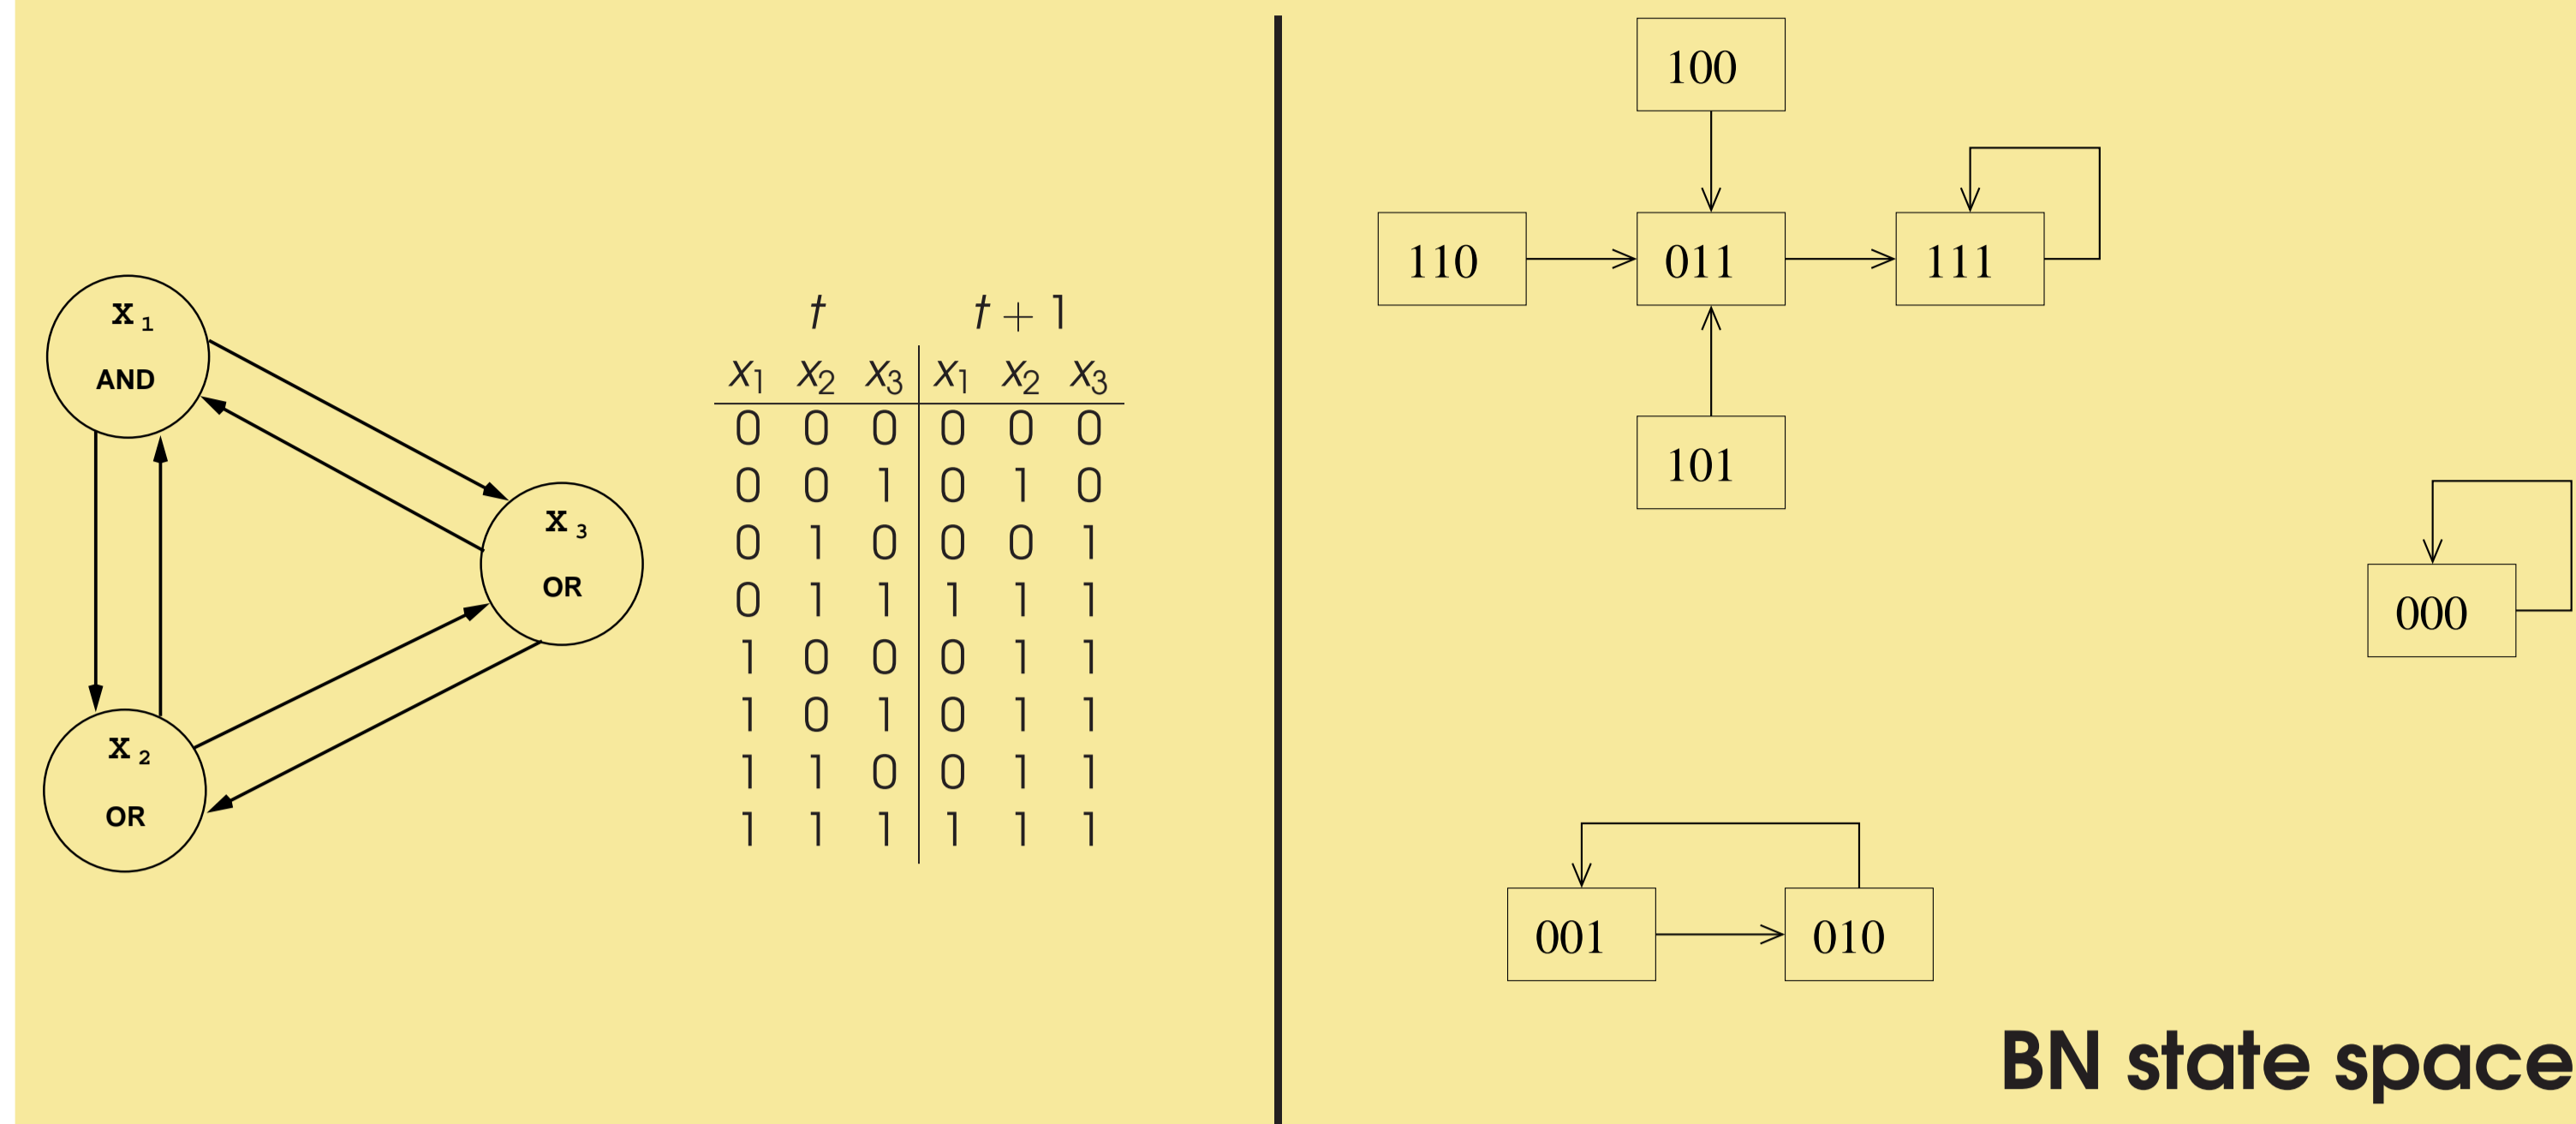 X 1
AND
X 3
OR
X 2
OR
t t + 1
x1 x2 x3 x1 x2 x3
0 0 0 0 0 0
0 0 1 0 1 0
0 1 0 0 0 1
0 1 1 1 1 1
1 0 0 0 1 1
1 0 1 0 1 1
1 1 0 0 1 1
1 1 1 1 1 1
100
110 011 111
101
000
001 010
BN state space